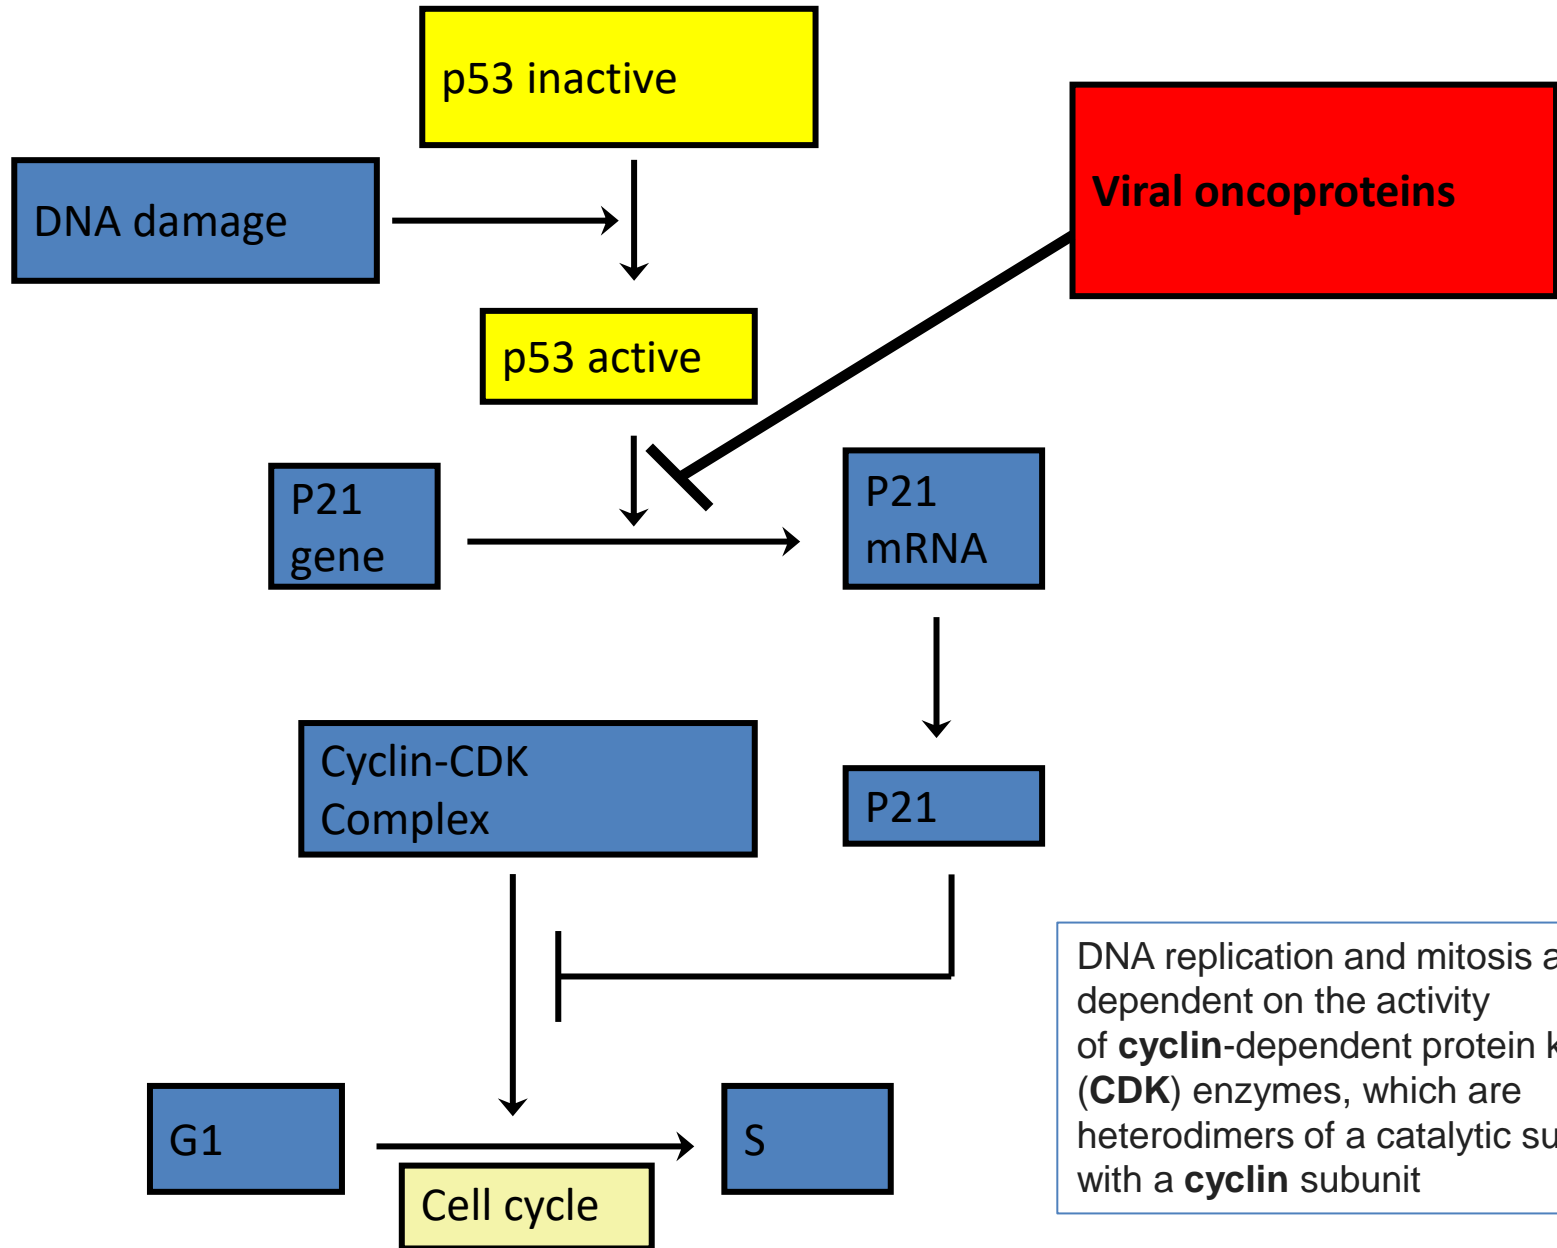 p53 inactive
DNA damage
Viral oncoproteins
p53 active
P21
gene
P21
mRNA
Cyclin-CDK
Complex
P21
DNA replication and mitosis
dependent on the activity
of cyclin-dependent protein
(CDK) enzymes, which are
heterodimers of a catalytic
with a cyclin subunit
G1
S
Cell cycle